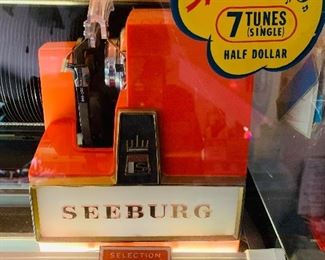 7 TUNES
(SINGLE)
HALF DOLLAR
SEEBURG
SELECTION